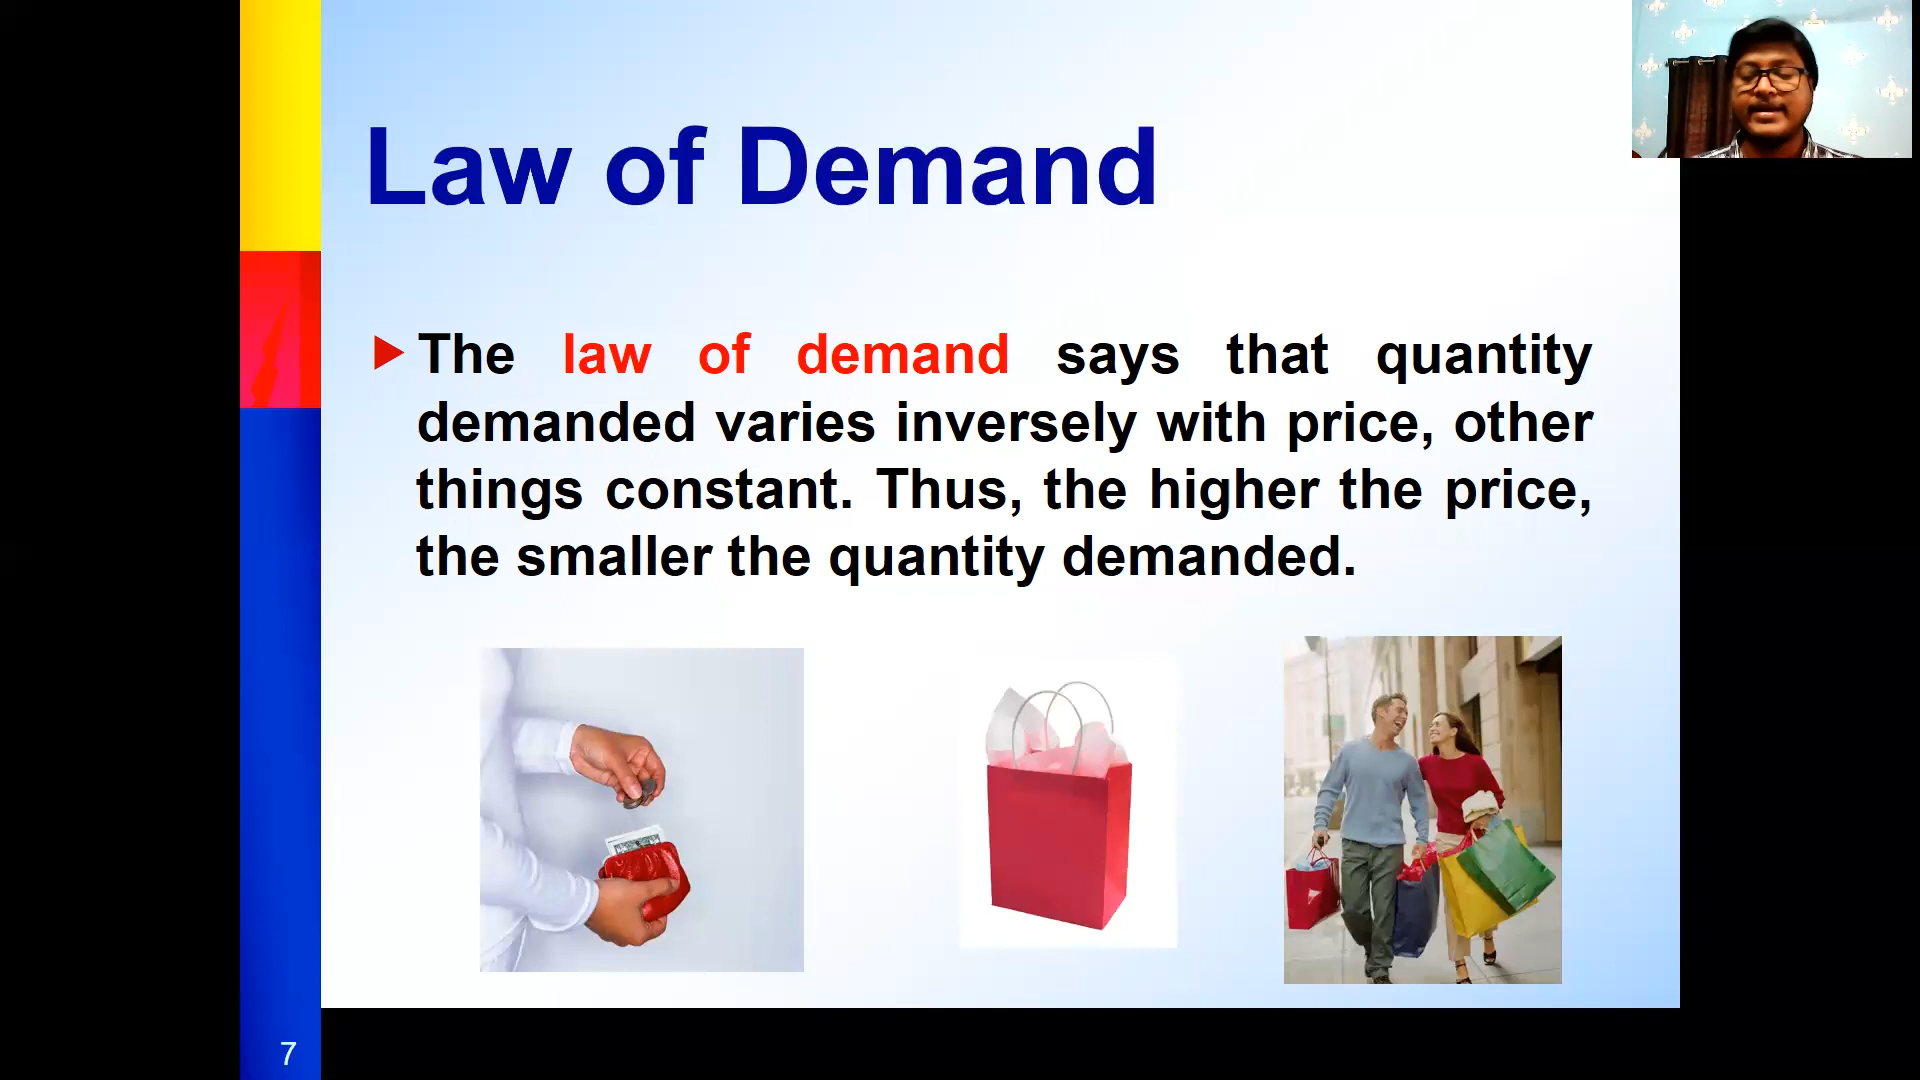 Law of Demand
The law of demand says that quantity
demanded varies inversely with price, other
things constant. Thus, the higher the price,
the smaller the quantity demanded.
7